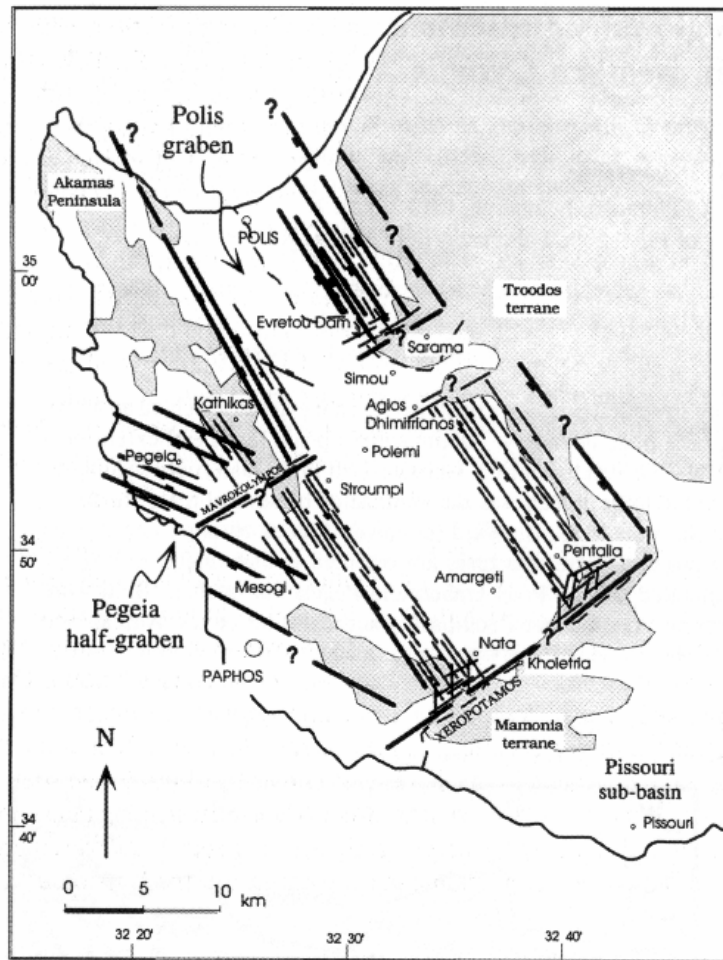 ?
?
Polis
graben
Akamas
Peninsula
POLIS
?
35
00'
Troodos
terrane
Evretou Dam
?
Sarama
Simou
?
Kathikas
Agios
Dhimitrianos
?
Pegeia
Polemi
MAVROKOLYMPOS
?
Stroumpi
34
50'
Pentalia
Mesogi
Amargeti
Pegeia
half-graben
Nata
?
Kholetria
?
PAPHOS
XEROPOTAMOS
Mamonia
terrane
N
Pissouri
sub-basin
34
40'
Pissouri
0 5 10 km
32 20' 32 30' 32 40'